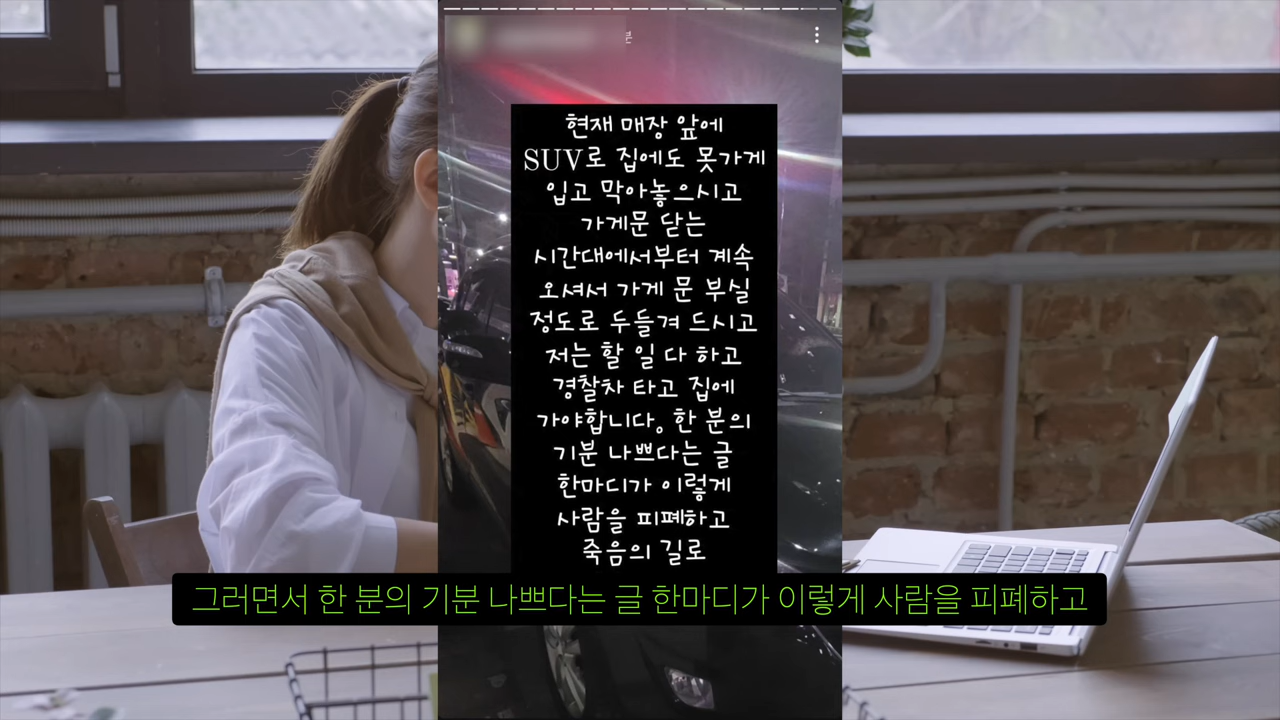 현재 매장 앞에
SUV로 집에도 못가게
입고 막아놓으시고
가게문 닫는
시간대에서부터 계속
오셔서 가게 문 부실
정도로 두들겨 드시고
저는 할 일 다 하고
경찰차 타고 집에
가야합니다. 한 분의
기분 나쁘다는 글
한마디가 이렇게
사람을 피폐하고
죽음의 길로
그러면서 한 분의 기분 나쁘다는 글 한마디가 이렇게 사람을 피폐하고